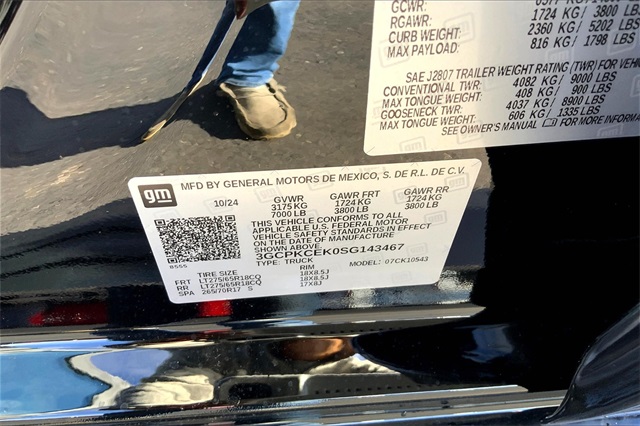 GCWR:
RGAWR: 1724 KG / 3800 LBS
CURB WEIGHT: 2360 KG / 5202 LBS
MAX PAYLOAD: 816 KG / 1798 LBS
SAE J2807 TRAILER WEIGHT RATING (TWR) FOR VEHI
CONVENTIONAL TWR: 4082 KG / 9000 LBS
MAX TONGUE WEIGHT: 408 KG / 900 LBS
GOOSENECK TWR: 4037 KG / 8900 LBS
MAX TONGUE WEIGHT: 606 KG / 1335 LBS
SEE OWNER'S MANUAL FOR MORE INFORMA
gm
MFD BY GENERAL MOTORS DE MEXICO, S. DE R.L. DE C.V.
10/24 GVWR GAWR FRT GAWR RR
3175 KG 1724 KG 1724 KG
7000 LB 3800 LB 3800 LB
THIS VEHICLE CONFORMS TO ALL
APPLICABLE U.S. FEDERAL MOTOR
VEHICLE SAFETY STANDARDS IN EFFECT
ON THE DATE OF MANUFACTURE
SHOWN ABOVE.
3GCPKCEK0SG143467
8555
TYPE: TRUCK MODEL: 07CK10543
TIRE SIZE RIM
FRT LT275/65R18CQ 18X8.5J
RR LT275/65R18CQ 18X8.5J
SPA 265/70R17 S 17X8J